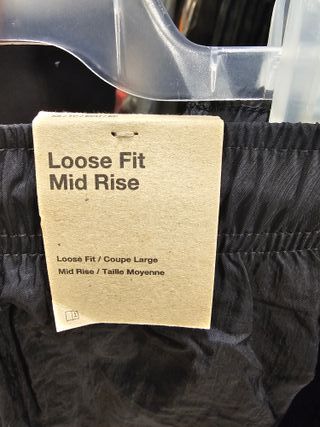 Loose Fit
Mid Rise
Loose Fit / Coupe Large
Mid Rise / Taille Moyenne